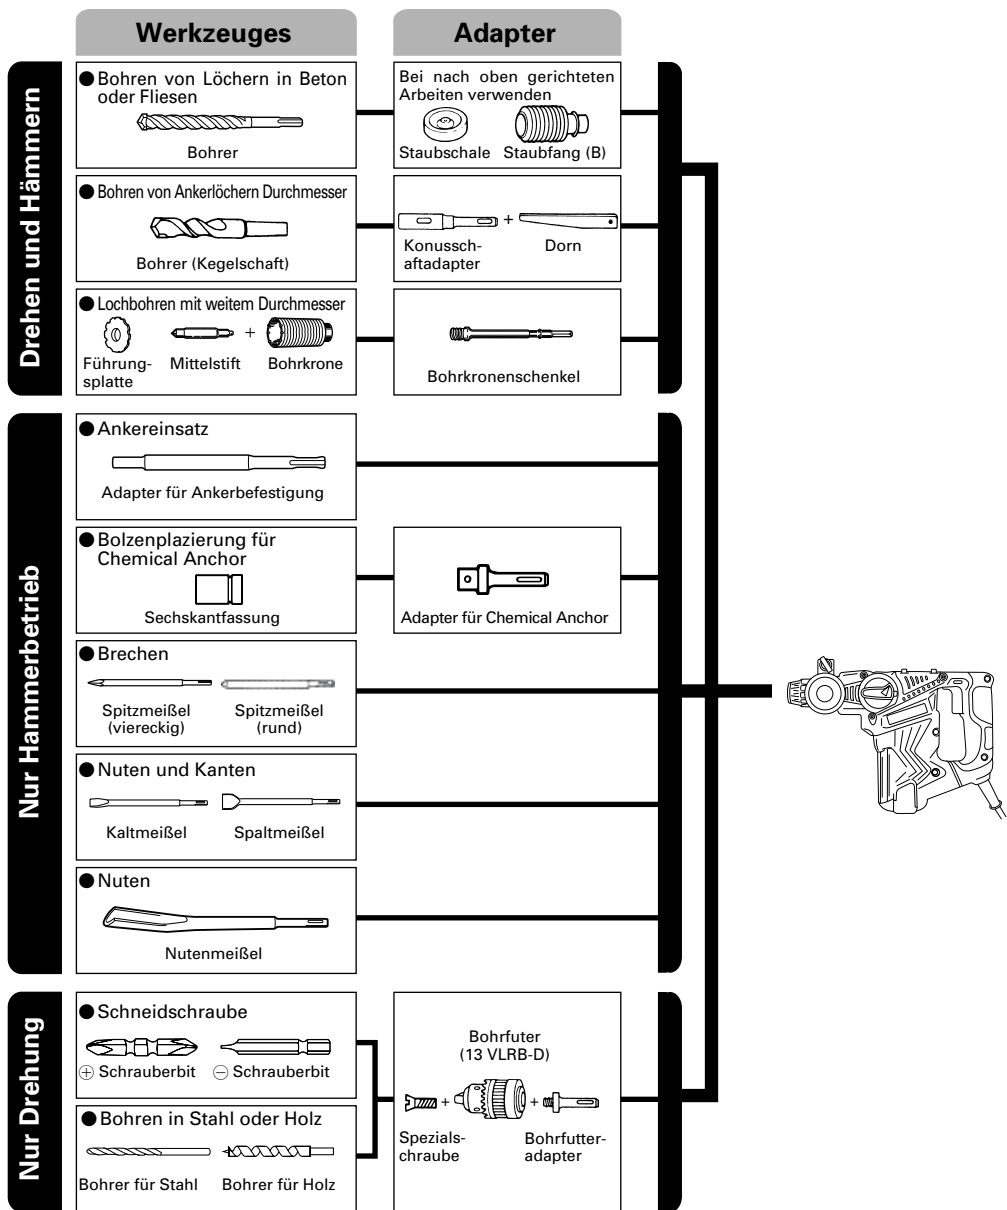 Werkzeuges
Adapter
Drehen und Hämmern
● Bohren von Löchern in Beton
oder Fliesen
Bohrer
Bei nach oben gerichteten
Arbeiten verwenden
Staubschale Staubfang (B)
● Bohren von Ankerlöchern Durchmesser
Bohrer (Kegelschaft)
+
Konussch-
aftadapter
Dorn
● Lochbohren mit weitem Durchmesser
+
Führung-
splatte
Mittelstift
Bohrkrone
Bohrkronenschenkel
Nur Hammerbetrieb
● Ankereinsatz
Adapter für Ankerbefestigung
● Bolzenplazierung für
Chemical Anchor
Sechskantfassung
Adapter für Chemical Anchor
● Brechen
Spitzmeißel
(viereckig)
Spitzmeißel
(rund)
● Nuten und Kanten
Kaltmeißel
Spaltmeißel
● Nuten
Nutenmeißel
Nur Drehung
● Schneidschraube
⊕ Schrauberbit ⊖ Schrauberbit
● Bohren in Stahl oder Holz
Bohrer für Stahl
Bohrer für Holz
Bohrfuter
(13 VLRB-D)
+ +
Spezials-
chraube
Bohrfutter-
adapter